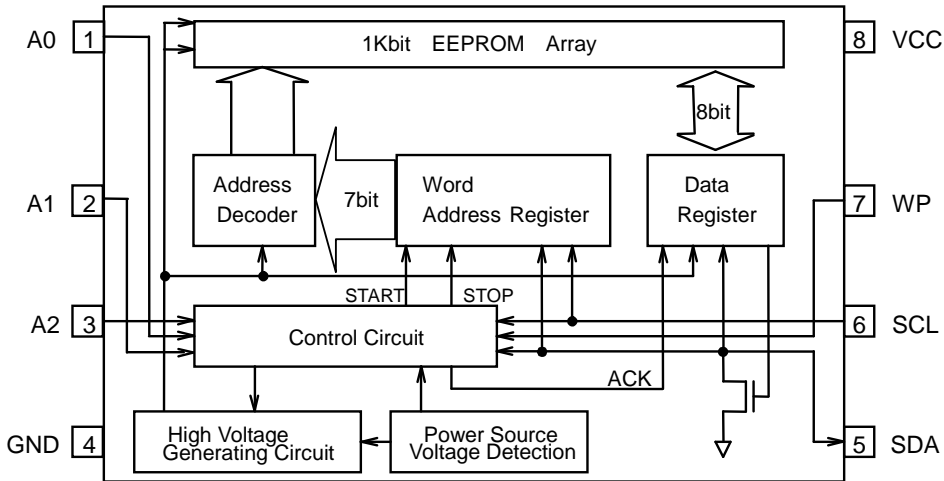 A0 1
1Kbit EEPROM Array
8 VCC
8bit
A1 2
Address
Decoder
7bit
Word
Address Register
Data
Register
7 WP
START
STOP
A2 3
Control Circuit
6 SCL
ACK
GND 4
High Voltage
Generating Circuit
Power Source
Voltage Detection
5 SDA